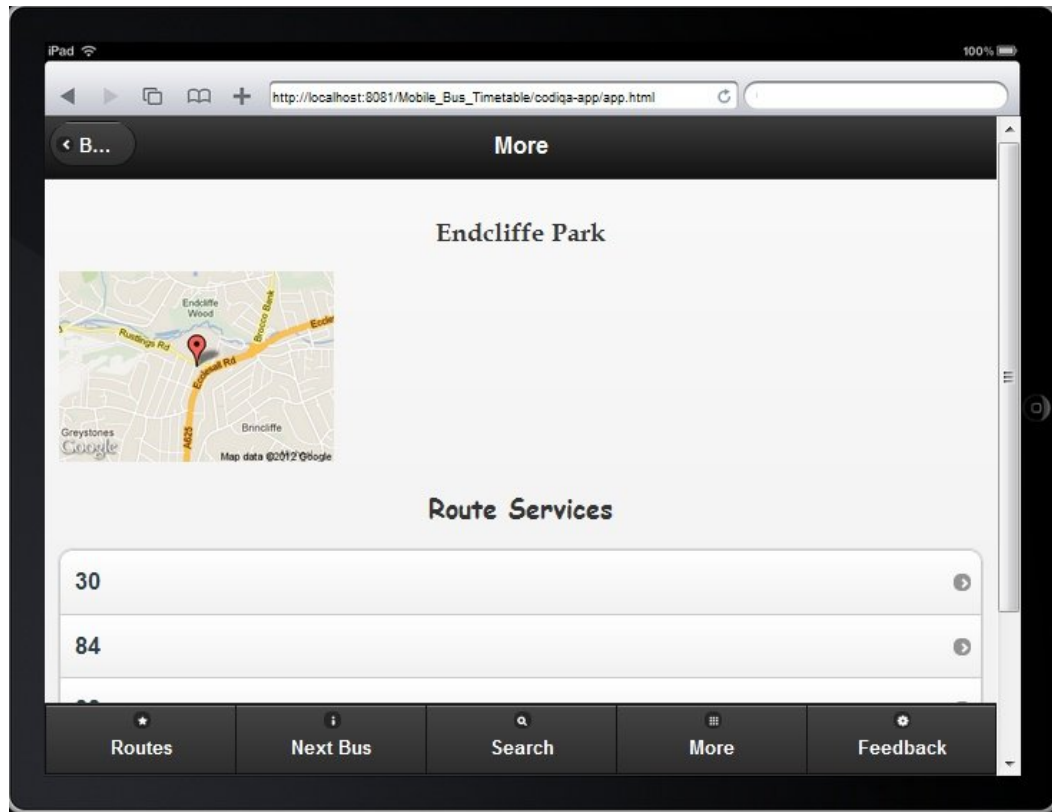 iPad 100%
http://localhost:8081/Mobile_Bus_Timetable/codiqa-app/app.html
B... More
Endcliffe Park
Endcliffe
Wood
Brocco Bank
Rustings Rd
Eccle
Ecclesall Rd
A625
Brincliffe
Greystones
Google
Map data ©2012 Google
Route Services
30
84
Routes Next Bus Search More Feedback